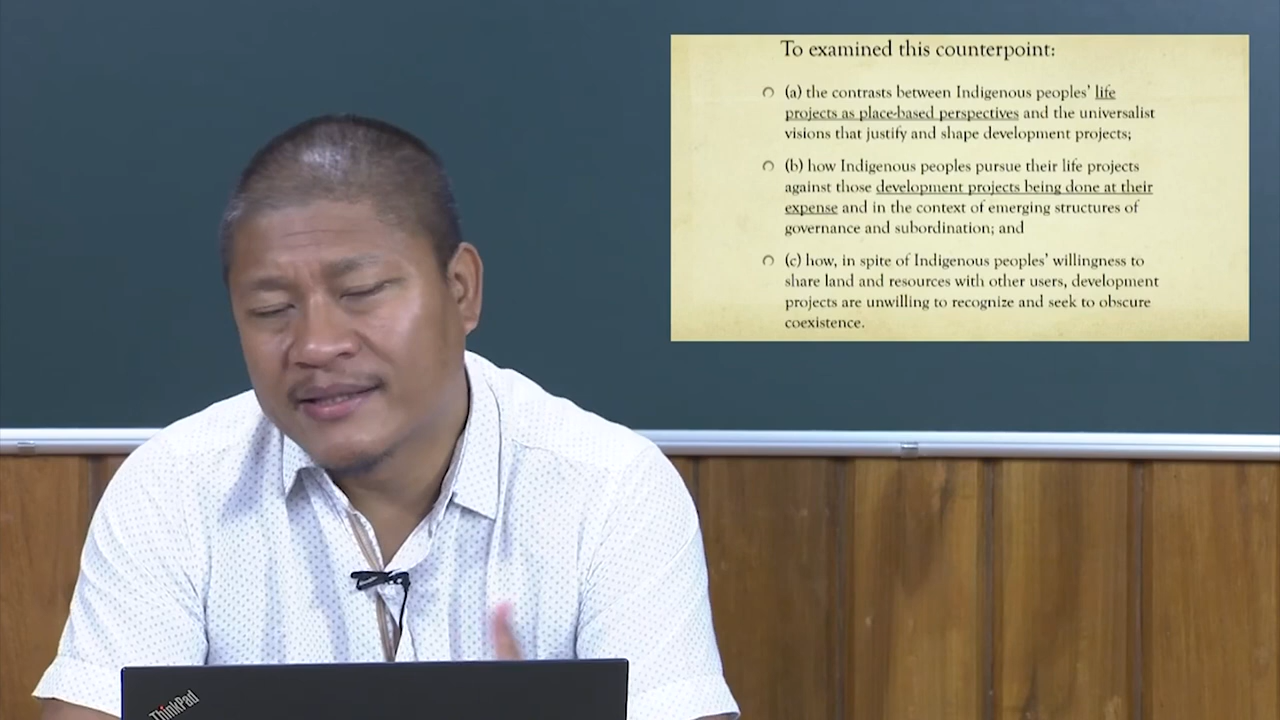 To examined this counterpoint:
(a) the contrasts between Indigenous peoples' life
projects as place-based perspectives and the universalist
visions that justify and shape development projects;
(b) how Indigenous peoples pursue their life projects
against those development projects being done at their
expense and in the context of emerging structures of
governance and subordination; and
(c) how, in spite of Indigenous peoples' willingness to
share land and resources with other users, development
projects are unwilling to recognize and seek to obscure
coexistence.
ThinkPad